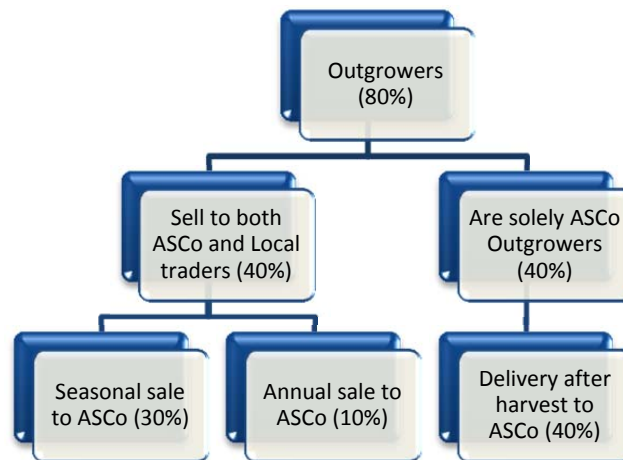 Outgrowers
(80%)
Sell to both
ASCo and Local
traders (40%)
Are solely ASCo
Outgrowers
(40%)
Seasonal sale
to ASCo (30%)
Annual sale to
ASCo (10%)
Delivery after
harvest to
ASCo (40%)